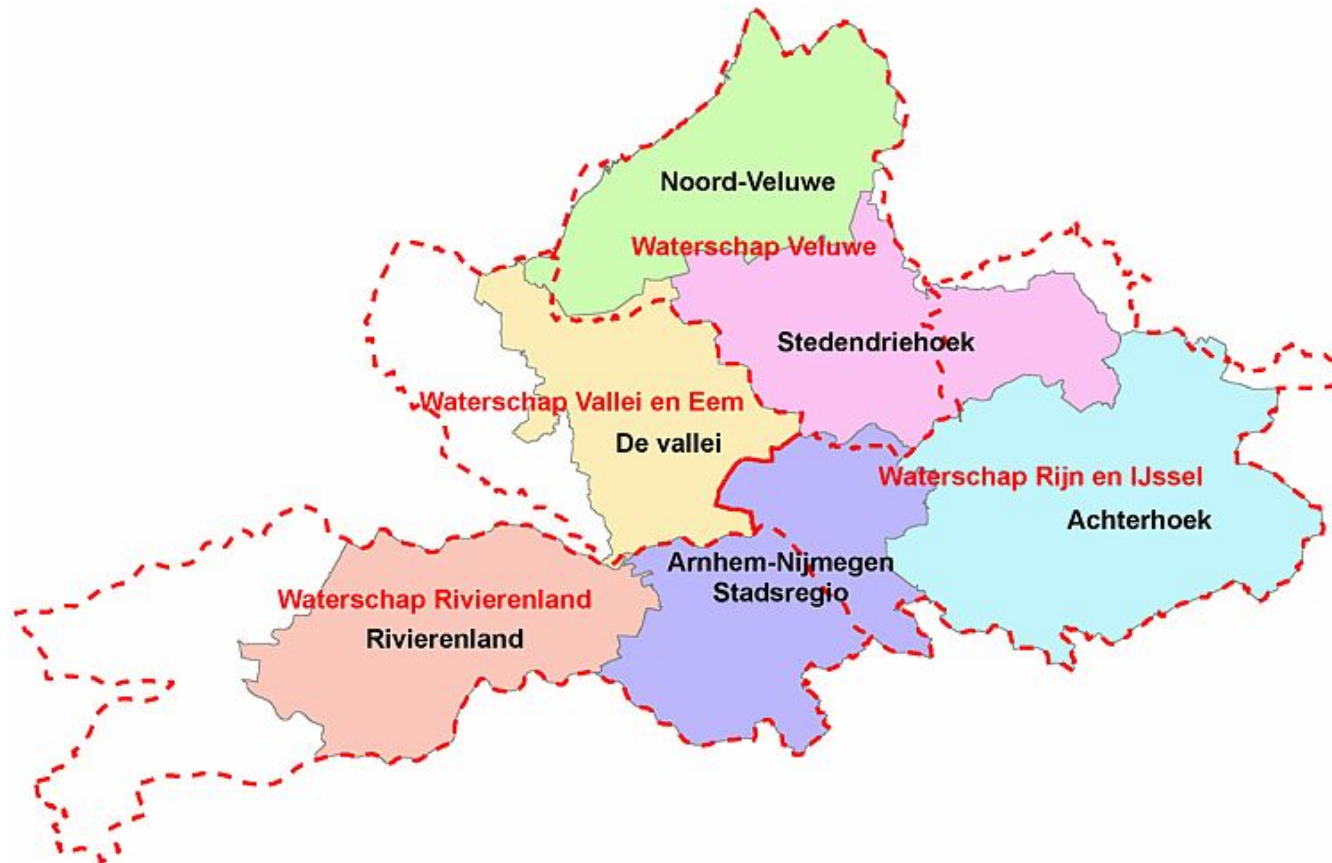 Noord-Veluwe
Waterschap Veluwe
Stedendriehoek
Waterschap Vallei en Eem
De vallei
Waterschap Rijn en IJssel
Achterhoek
Arnhem-Nijmegen
Stadsregio
Waterschap Rivierenland
Rivierenland